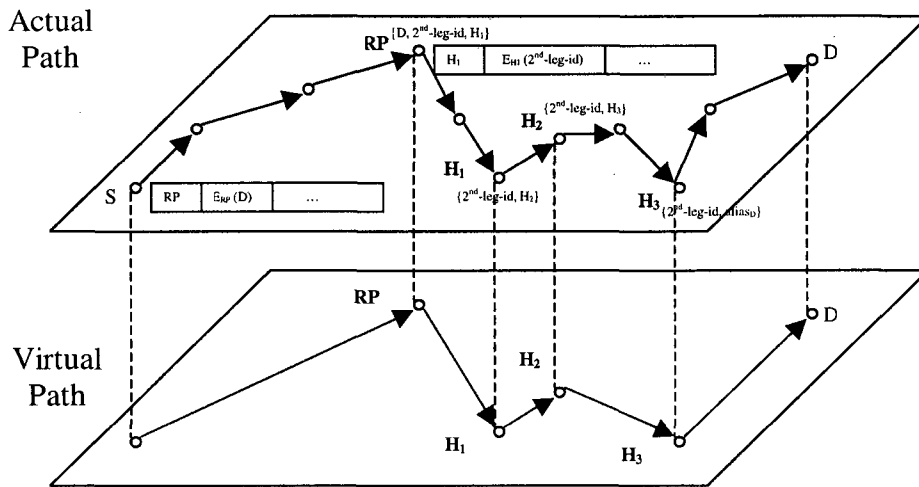 Actual
Path
RP {D, 2nd-leg-id, H1}
H1 EH1 (2nd-leg-id) ...
D
H2 {2nd-leg-id, H3}
H1
{2nd-leg-id, H2}
S
RP ERP (D) ...
H3 {2nd-leg-id, aliasD}
RP
D
Virtual
Path
H2
H1
H3